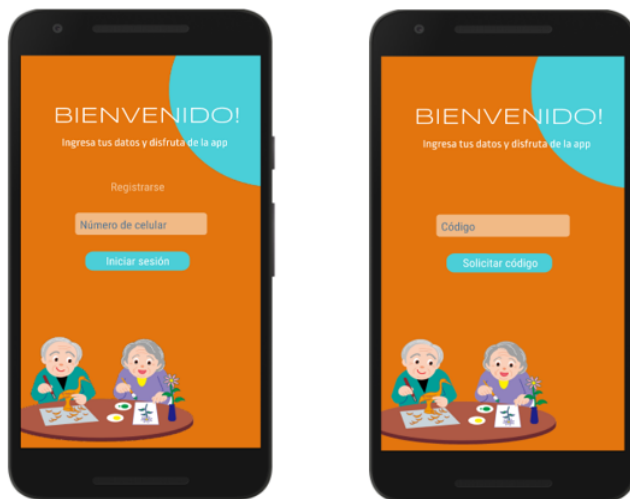 BIENVENIDO!
Ingresa tus datos y disfruta de la app
Registrarse
Número de celular
Iniciar sesión
BIENVENIDO!
Ingresa tus datos y disfruta de la app
Código
Solicitar código